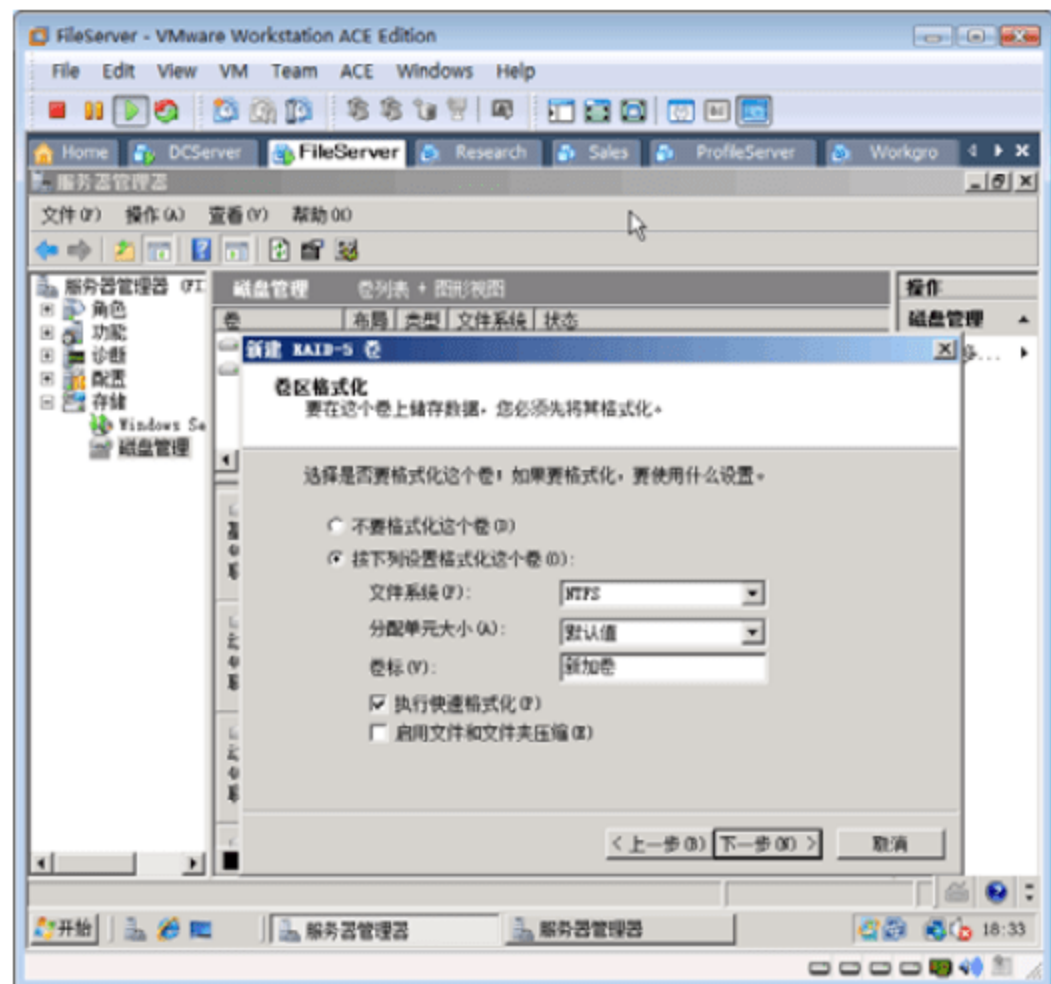 FileServer - VMware Workstation ACE Edition
File Edit View VM Team ACE Windows Help
Home DCServer FileServer Research Sales ProfileServer Workgro
服务器管理器
文件(F) 操作(A) 查看(V) 帮助(H)
服务器管理器 (FI
角色
功能
诊断
配置
存储
Windows Se
磁盘管理
磁盘管理 卷列表 + 图形视图
卷 布局 类型 文件系统 状态
操作
磁盘管理
新建 RAID-5 卷
卷区格式化
要在这个卷上储存数据，您必须先将其格式化。
选择是否要格式化这个卷；如果要格式化，要使用什么设置。
不要格式化这个卷(D)
按下列设置格式化这个卷(O):
文件系统(F): NTFS
分配单元大小(A): 默认值
卷标(V): 新加卷
执行快速格式化(P)
启用文件和文件夹压缩(E)
< 上一步(B) 下一步(N) > 取消
开始 服务器管理器 服务器管理器 18:33